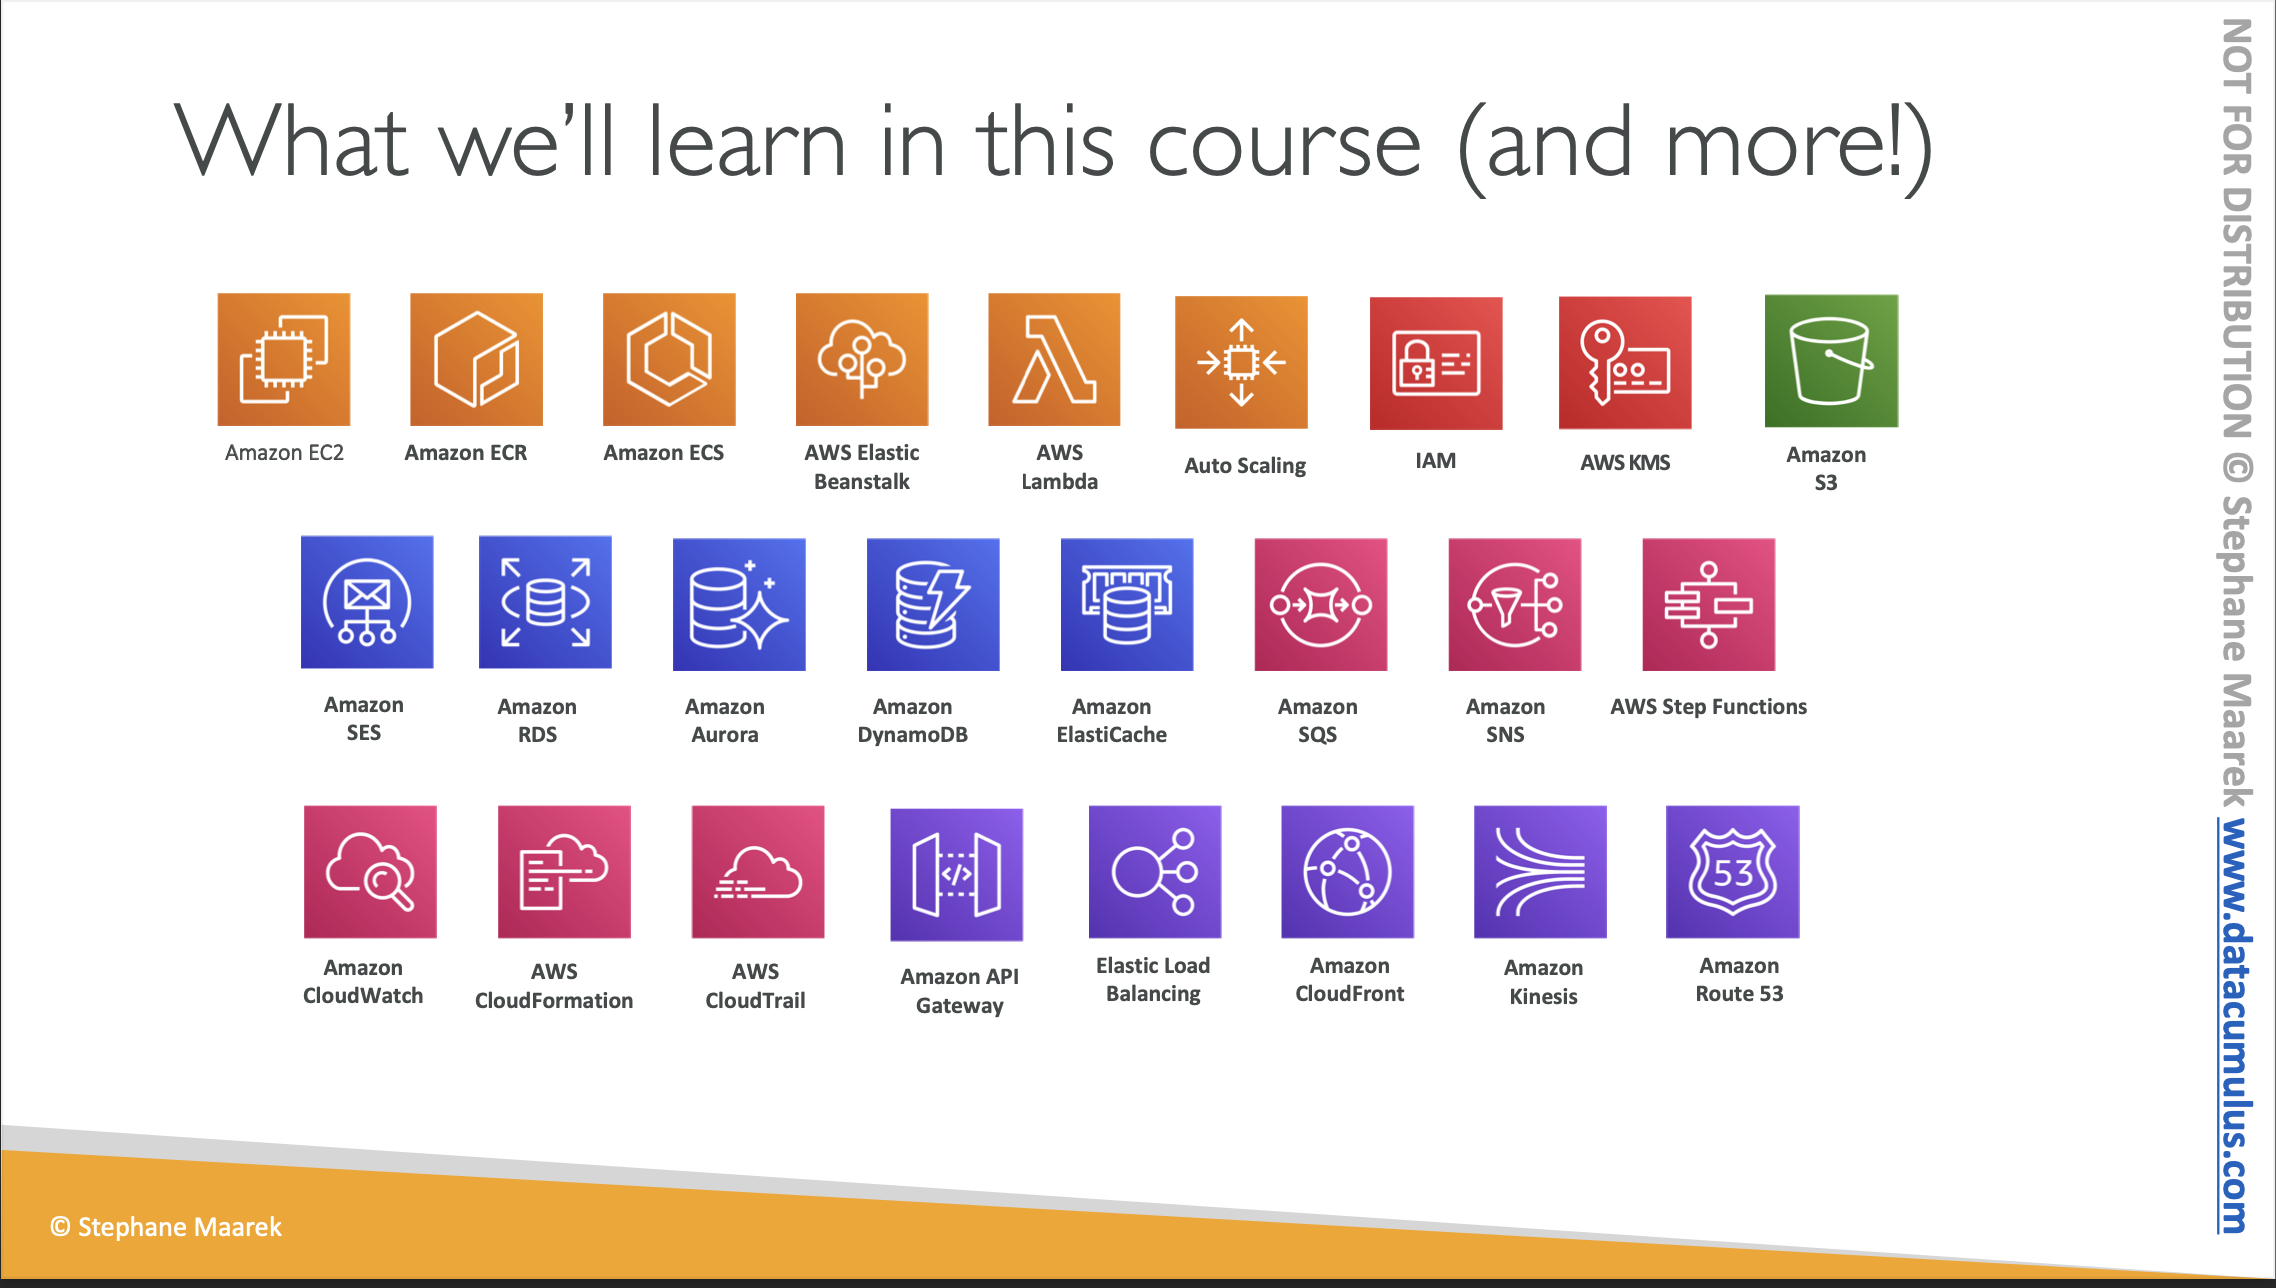 What we’ll learn in this course (and more!)
Amazon EC2
Amazon ECR
Amazon ECS
AWS Elastic
Beanstalk
AWS
Lambda
Auto Scaling
IAM
AWS KMS
Amazon
S3
Amazon
SES
Amazon
RDS
Amazon
Aurora
Amazon
DynamoDB
Amazon
ElastiCache
Amazon
SQS
Amazon
SNS
AWS Step Functions
Amazon
CloudWatch
AWS
CloudFormation
AWS
CloudTrail
</>
Amazon API
Gateway
Elastic Load
Balancing
Amazon
CloudFront
Amazon
Kinesis
53
Amazon
Route 53
© Stephane Maarek
NOT FOR DISTRIBUTION © Stephane Maarek www.datacumulus.com